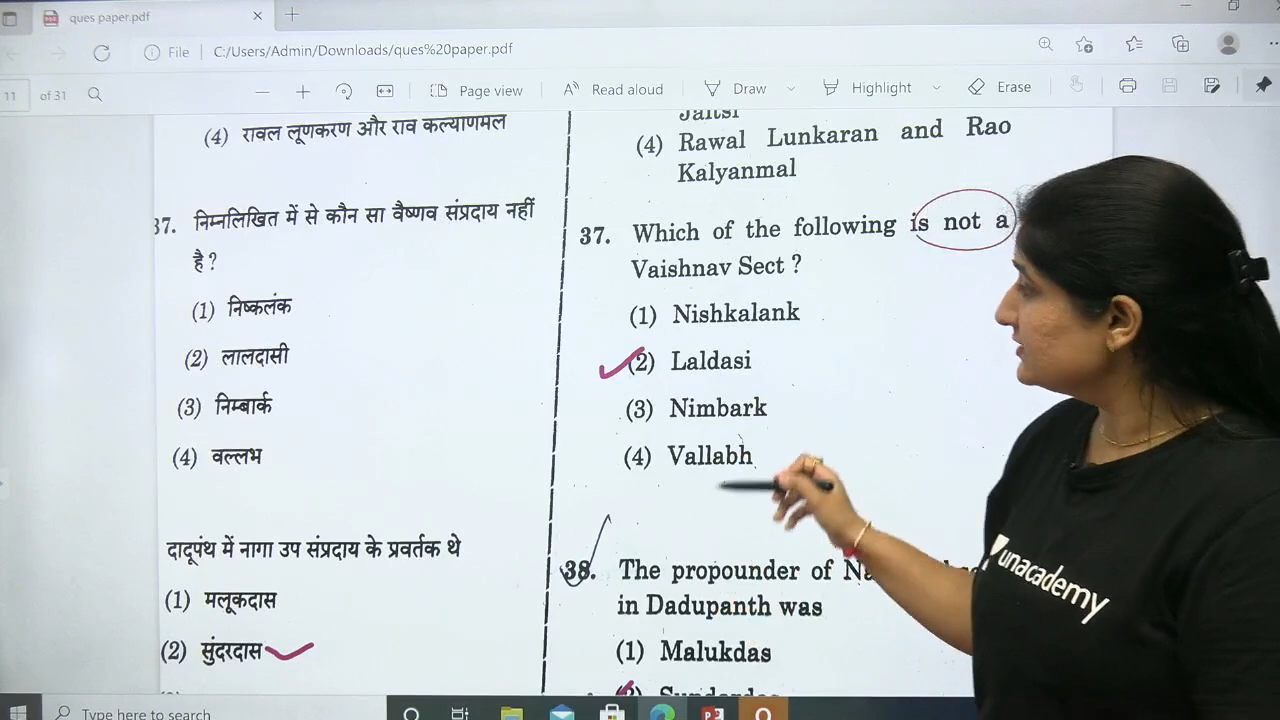 ques paper.pdf
File C:/Users/Admin/Downloads/ques%20paper.pdf
11 of 31 Page view Read aloud Draw Highlight Erase
(4) रावल लूणकरण और राव कल्याणमल
37. निम्नलिखित में से कौन सा वैष्णव संप्रदाय नहीं
है ?
(1) निष्कलंक
(2) लालदासी
(3) निम्बार्क
(4) वल्लभ
दादूपंथ में नागा उप संप्रदाय के प्रवर्तक थे
(1) मलूकदास
(2) सुंदरदास
Jaitsi
(4) Rawal Lunkaran and Rao
Kalyanmal
37. Which of the following is not a
Vaishnav Sect ?
(1) Nishkalank
(2) Laldasi
(3) Nimbark
(4) Vallabh
38. The propounder of
in Dadupanth was
(1) Malukdas
(2) Sundardas
unacademy
Type here to search